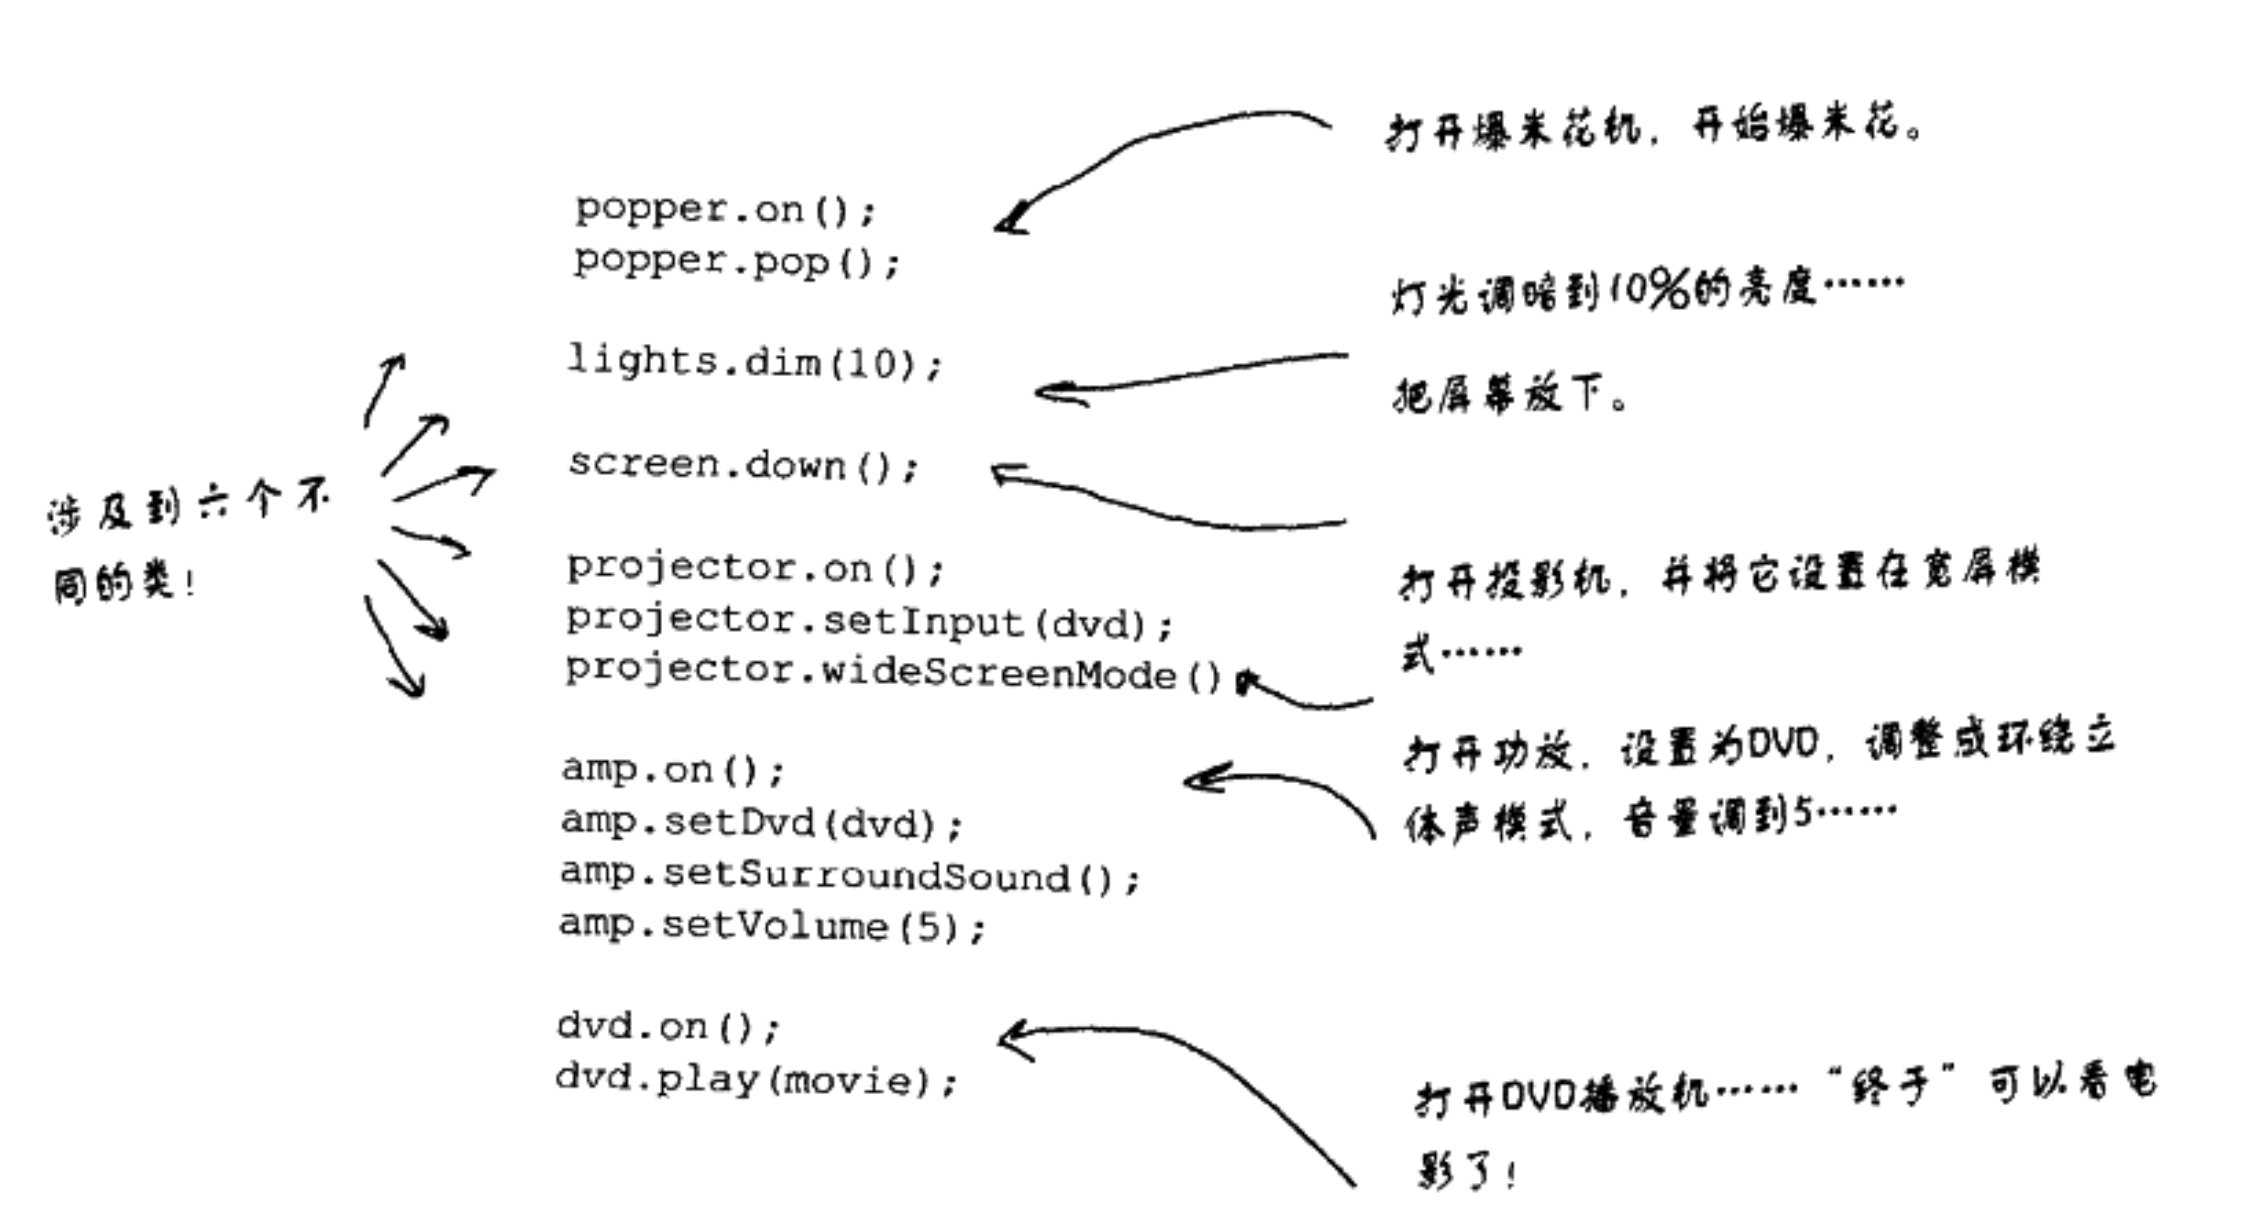 打开爆米花机，开始爆米花。
popper.on();
popper.pop();
灯光调暗到10%的亮度……
lights.dim(10);
把屏幕放下。
screen.down();
涉及到六个不
同的类！
projector.on();
projector.setInput(dvd);
projector.wideScreenMode()
打开投影机，并将它设置在宽屏模
式……
amp.on();
amp.setDvd(dvd);
amp.setSurroundSound();
amp.setVolume(5);
打开功放，设置为DVD，调整成环绕立
体声模式，音量调到5……
dvd.on();
dvd.play(movie);
打开DVD播放机……“终于”可以看电
影了！